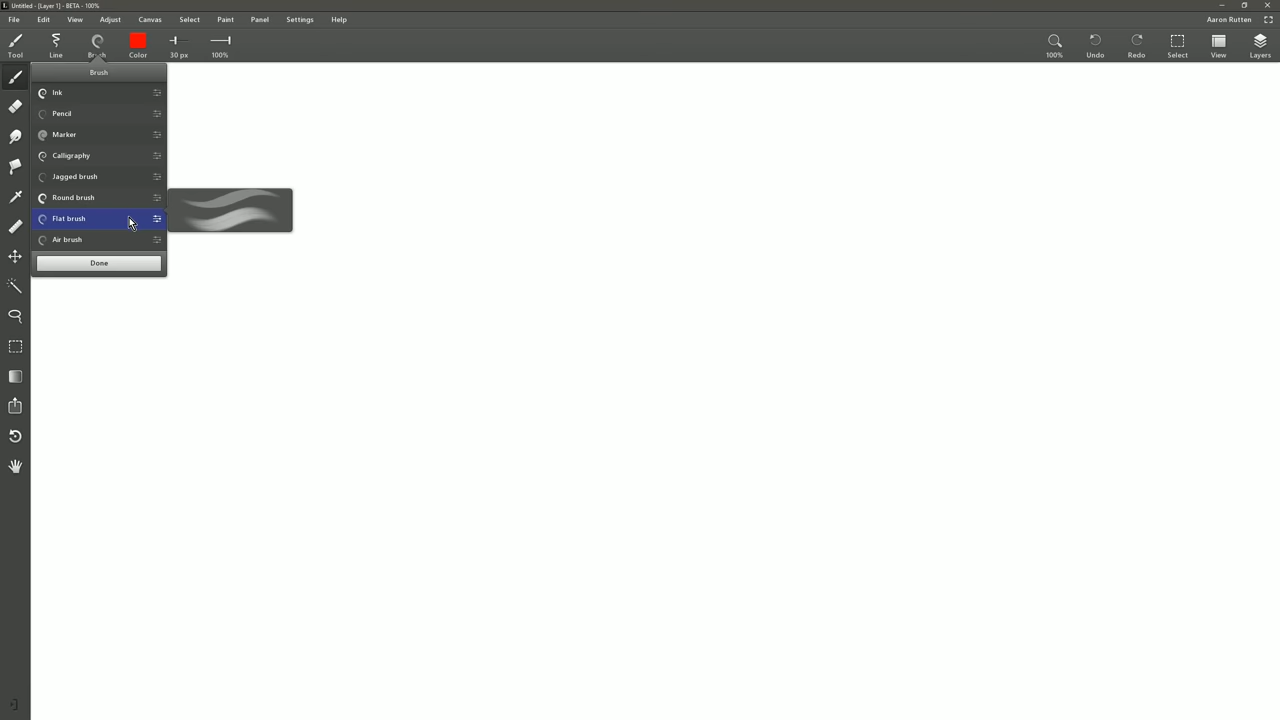 Untitled - [Layer 1] - BETA - 100%
File Edit View Adjust Canvas Select Paint Panel Settings Help
Aaron Rutten
Tool Line Brush Color 30 px 100%
100% Undo Redo Select View Layers
Brush
Ink
Pencil
Marker
Calligraphy
Jagged brush
Round brush
Flat brush
Air brush
Done